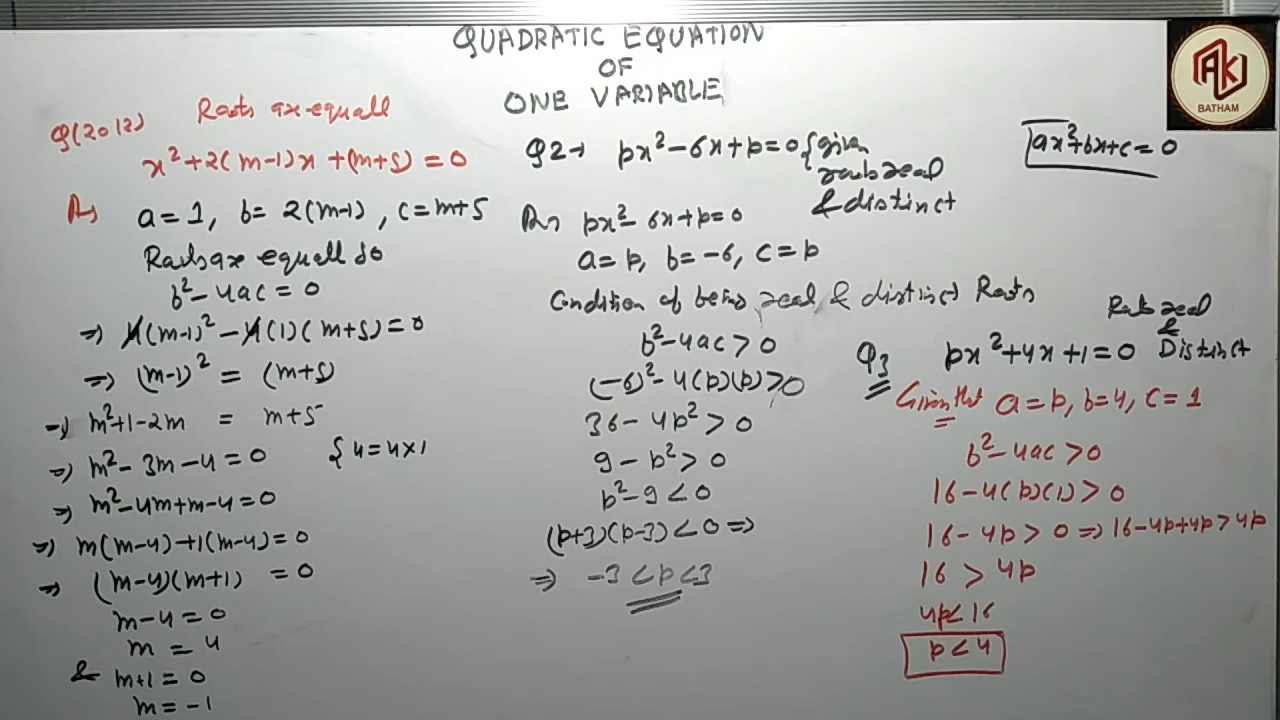 QUADRATIC EQUATION
OF
ONE VARIABLE
AK
BATHAM
ax²+bx+c=0
Q(2012) Roots are equall
x²+2(m-1)x+(m+5)=0
a=1, b=2(m-1), c=m+5
Roots are equall so
b²-4ac=0
⇒ 4(m-1)²-4(1)(m+5)=0
⇒ (m-1)² = (m+5)
⇒ m²+1-2m = m+5
⇒ m²-3m-4=0 {4=4×1
⇒ m²-4m+m-4=0
⇒ m(m-4)+1(m-4)=0
⇒ (m-4)(m+1) =0
m-4=0
m = 4
& m+1=0
m=-1
Q2→ px²-6x+p=0 {given
roots real
& distinct
px²-6x+p=0
a=p, b=-6, c=p
Condition of being real, & distinct Roots
b²-4ac>0
(-6)²-4(p)(p)>0
36-4p²>0
9-p²>0
p²-9<0
(p+3)(p-3)<0 ⇒
⇒ -3<p<3
Q3 px²+4x+1=0 Roots real
&
Distinct
Given that a=p, b=4, c=1
b²-4ac>0
16-4(p)(1)>0
16-4p>0 ⇒ 16-4p+4p>4p
16>4p
4p<16
p<4